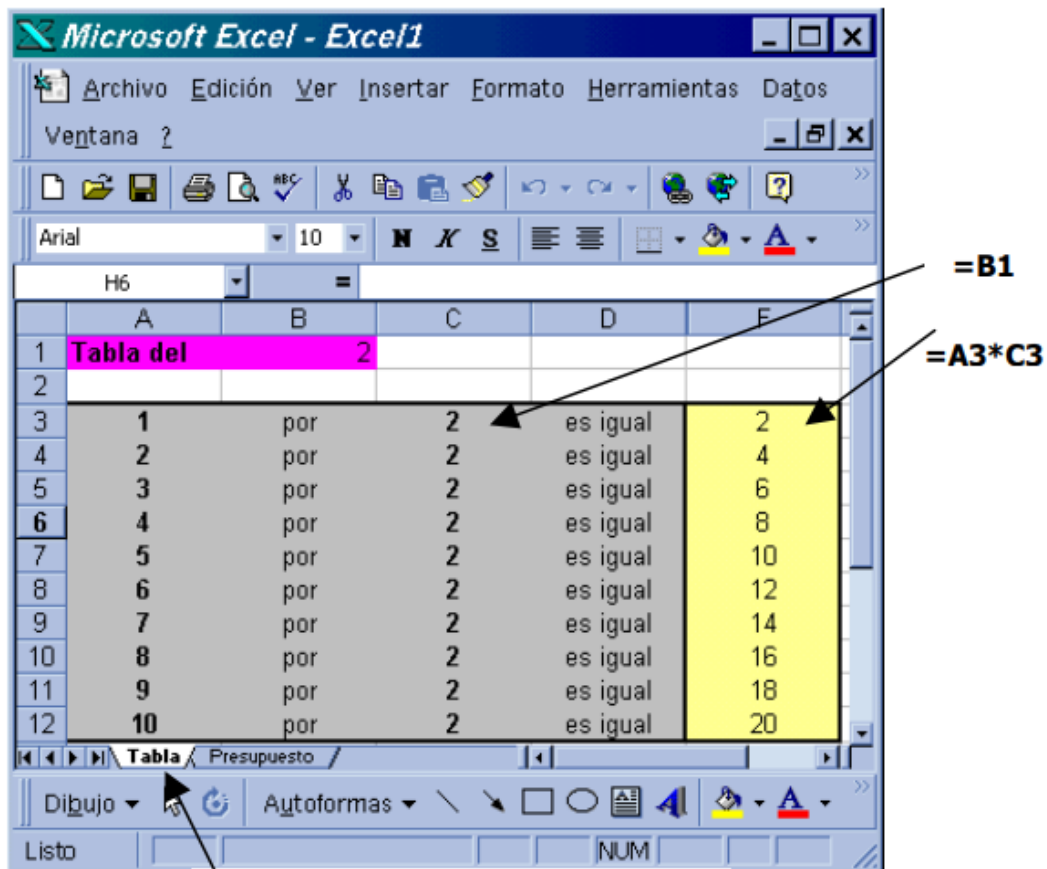 Microsoft Excel - Excel1
Archivo Edición Ver Insertar Formato Herramientas Datos
Ventana ?
ABC
Arial 10 N K S A
H6 =
=B1
A B C D E
1 Tabla del 2
=A3*C3
2
3 1 por 2 es igual 2
4 2 por 2 es igual 4
5 3 por 2 es igual 6
6 4 por 2 es igual 8
7 5 por 2 es igual 10
8 6 por 2 es igual 12
9 7 por 2 es igual 14
10 8 por 2 es igual 16
11 9 por 2 es igual 18
12 10 por 2 es igual 20
Tabla Presupuesto
Dibujo Autoformas A A
Listo NUM